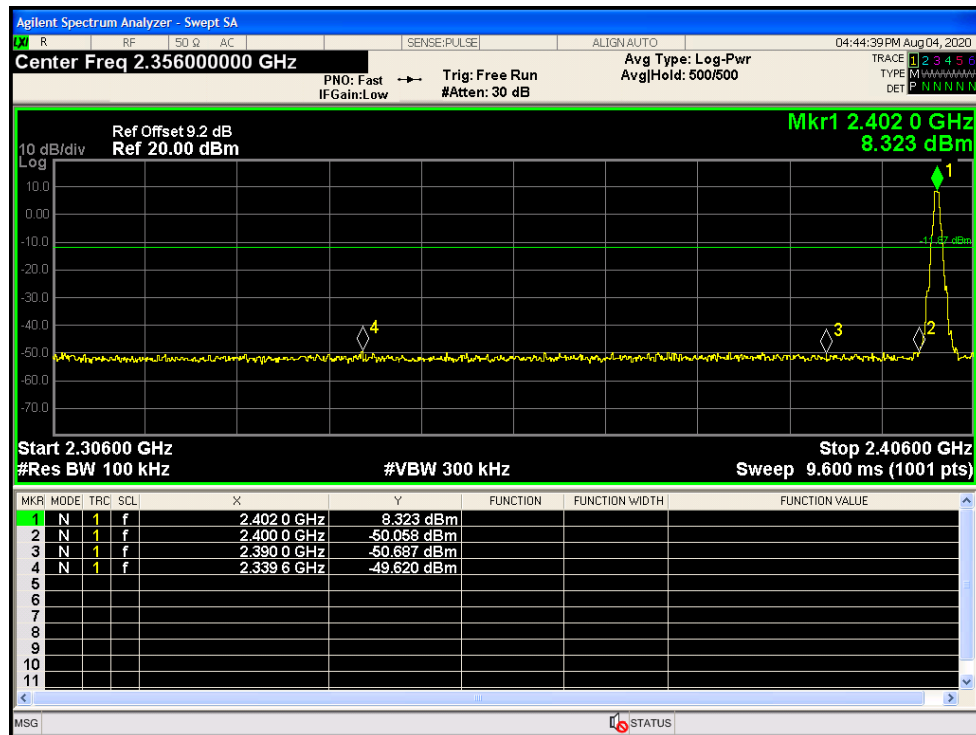 Agilent Spectrum Analyzer - Swept SA
LXI R RF 50 Ω AC SENSE:PULSE ALIGN AUTO 04:44:39 PM Aug 04, 2020
Center Freq 2.356000000 GHz
PNO: Fast
IFGain:Low
Trig: Free Run
#Atten: 30 dB
Avg Type: Log-Pwr
Avg|Hold: 500/500
TRACE 1 2 3 4 5 6
TYPE M
DET P N N N N N
Mkr1 2.402 0 GHz
8.323 dBm
Ref Offset 9.2 dB
10 dB/div Ref 20.00 dBm
Log
10.0
0.00
-10.0
-20.0
-30.0
-40.0
-50.0
-60.0
-70.0
1
-11.67 dBm
4
3
2
Start 2.30600 GHz Stop 2.40600 GHz
#Res BW 100 kHz #VBW 300 kHz Sweep 9.600 ms (1001 pts)
MKR MODE TRC SCL X Y FUNCTION FUNCTION WIDTH FUNCTION VALUE
1 N 1 f 2.402 0 GHz 8.323 dBm
2 N 1 f 2.400 0 GHz -50.058 dBm
3 N 1 f 2.390 0 GHz -50.687 dBm
4 N 1 f 2.339 6 GHz -49.620 dBm
5
6
7
8
9
10
11
MSG STATUS